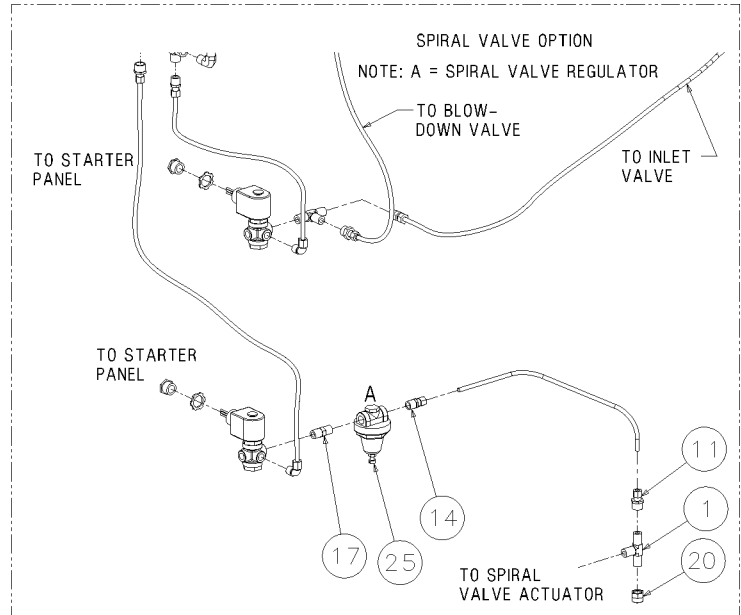 SPIRAL VALVE OPTION
NOTE: A = SPIRAL VALVE REGULATOR
TO BLOW-
DOWN VALVE
TO STARTER
PANEL
TO INLET
VALVE
TO STARTER
PANEL
A
11
14
1
17
25
20
TO SPIRAL
VALVE ACTUATOR